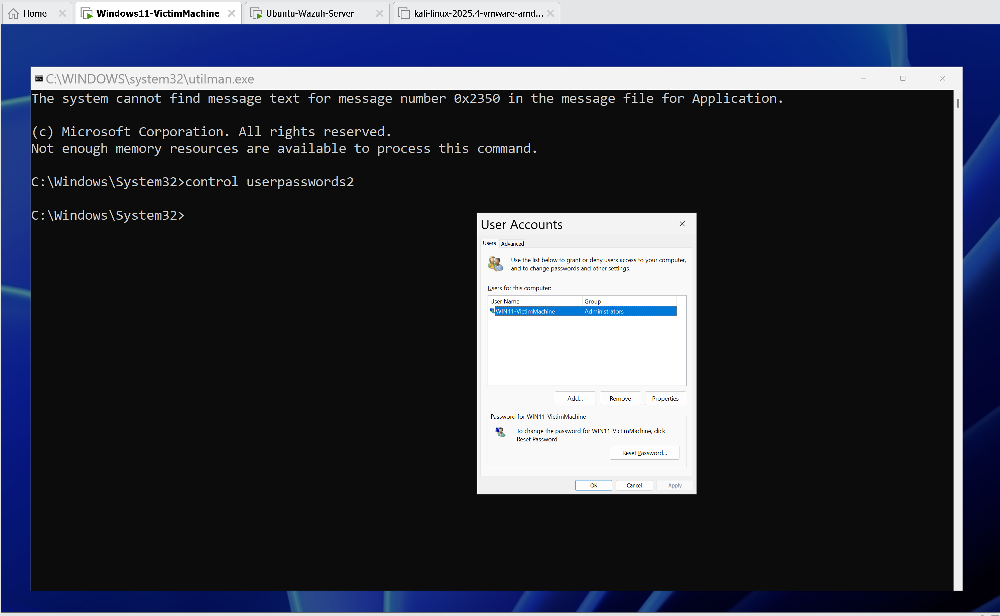 Home
Windows11-VictimMachine
Ubuntu-Wazuh-Server
kali-linux-2025.4-vmware-amd...
C:\WINDOWS\system32\utilman.exe
The system cannot find message text for message number 0x2350 in the message file for Application.
(c) Microsoft Corporation. All rights reserved.
Not enough memory resources are available to process this command.
C:\Windows\System32>control userpasswords2
C:\Windows\System32>
User Accounts
Users
Advanced
Use the list below to grant or deny users access to your computer,
and to change passwords and other settings.
Users for this computer:
User Name Group
WIN11-VictimMachine Administrators
Add... Remove Properties
Password for WIN11-VictimMachine
To change the password for WIN11-VictimMachine, click
Reset Password.
Reset Password...
OK Cancel Apply